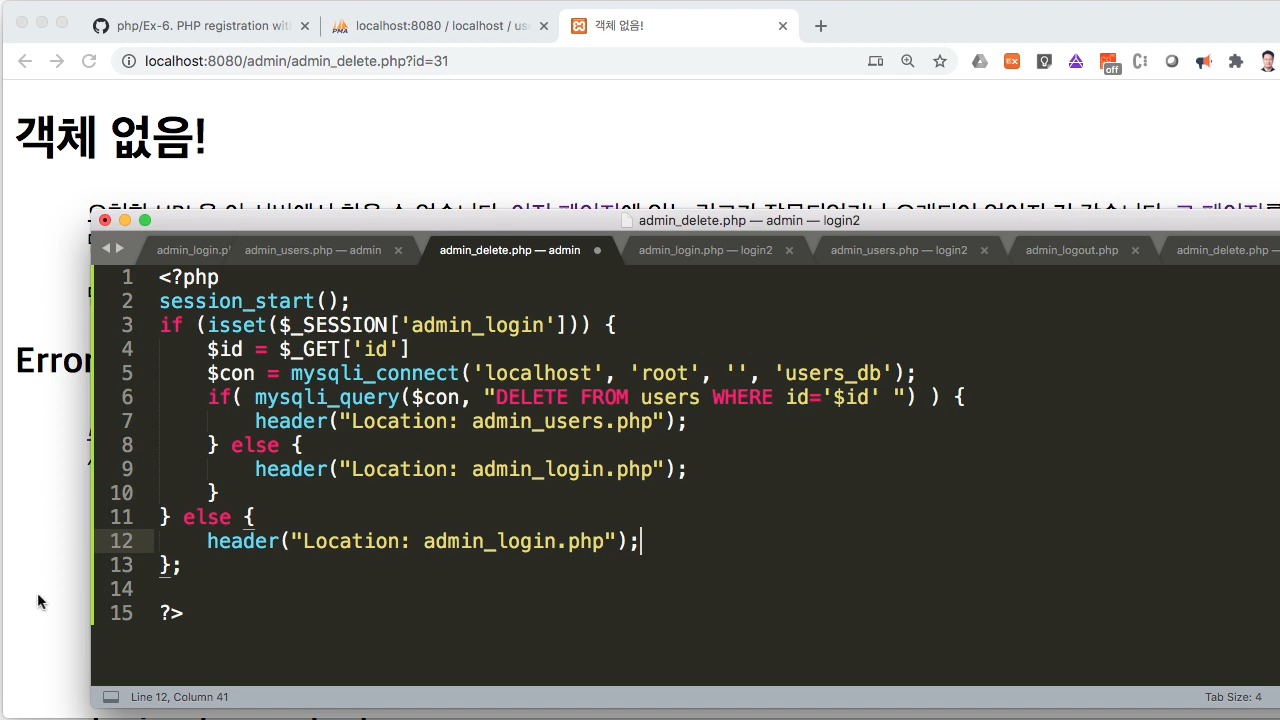 php/Ex-6. PHP registration with
localhost:8080 / localhost / use
객체 없음!
localhost:8080/admin/admin_delete.php?id=31
off
객체 없음!
Error
admin_delete.php — admin — login2
admin_login.p
admin_users.php — admin
admin_delete.php — admin
admin_login.php — login2
admin_users.php — login2
admin_logout.php
admin_delete.php —
1 <?php
2 session_start();
3 if (isset($_SESSION['admin_login'])) {
4     $id = $_GET['id']
5     $con = mysqli_connect('localhost', 'root', '', 'users_db');
6     if( mysqli_query($con, "DELETE FROM users WHERE id='$id' ") ) {
7         header("Location: admin_users.php");
8     } else {
9         header("Location: admin_login.php");
10     }
11 } else {
12     header("Location: admin_login.php");
13 };
14
15 ?>
Line 12, Column 41
Tab Size: 4